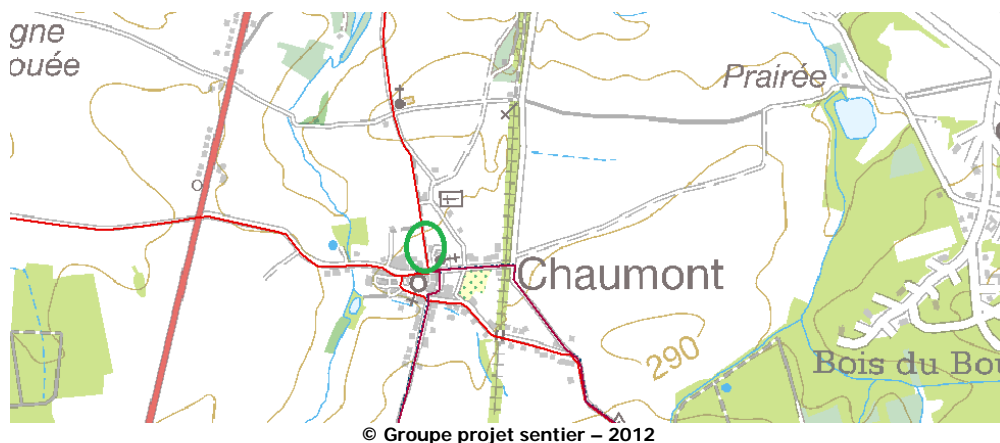 gne
ouée
Prairée
Chaumont
290
Bois du Bou
© Groupe projet sentier – 2012